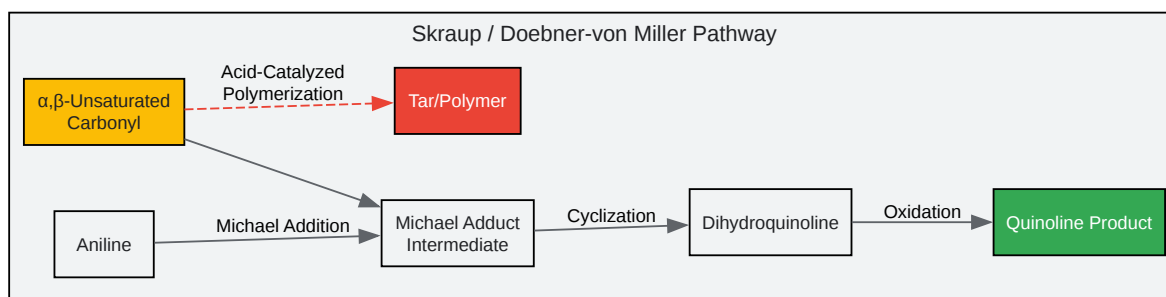 Skraup / Doebner-von Miller Pathway
α,β-Unsaturated
Carbonyl
Acid-Catalyzed
Polymerization
Tar/Polymer
Aniline
Michael Addition
Michael Adduct
Intermediate
Cyclization
Dihydroquinoline
Oxidation
Quinoline Product